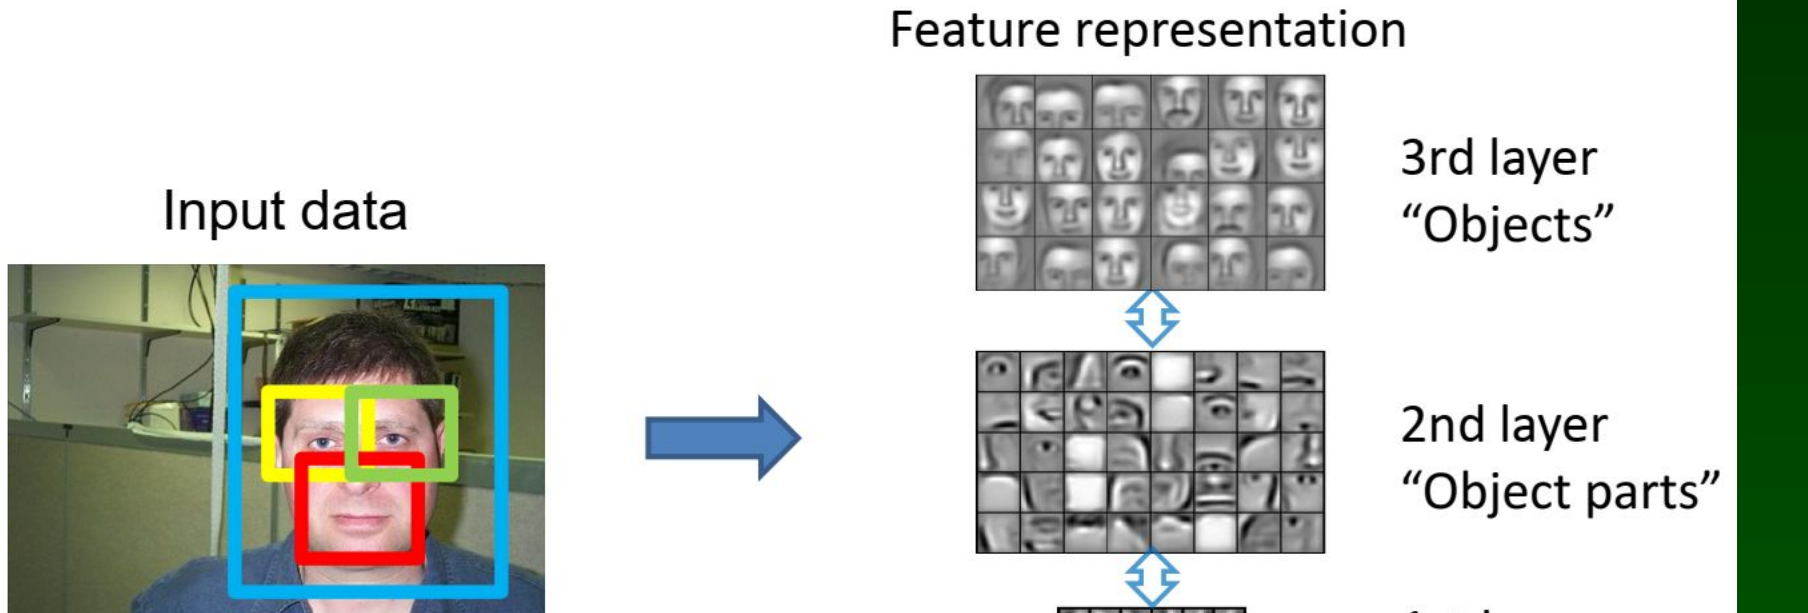 Feature representation
Input data
3rd layer
“Objects”
2nd layer
“Object parts”